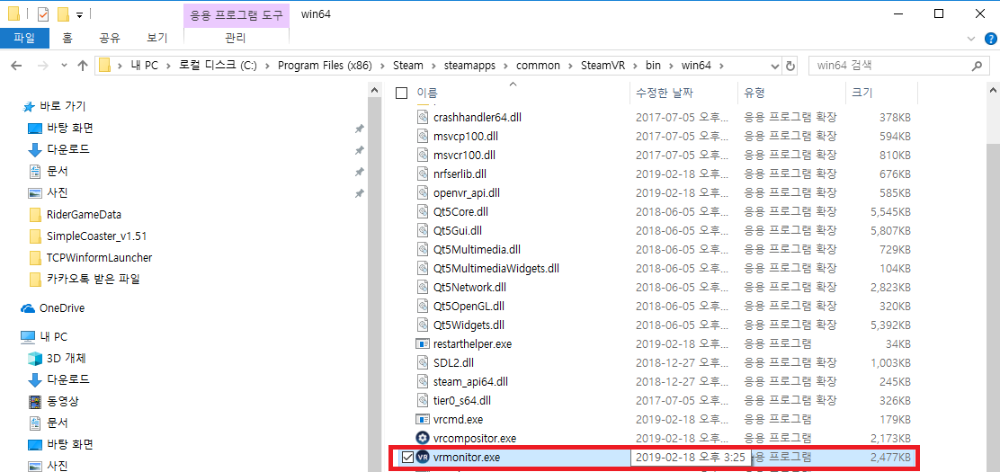 응용 프로그램 도구 win64
파일 홈 공유 보기 관리
내 PC 로컬 디스크 (C:) Program Files (x86) Steam steamapps common SteamVR bin win64 win64 검색
바로 가기
바탕 화면
다운로드
문서
사진
RiderGameData
SimpleCoaster_v1.51
TCPWinformLauncher
카카오톡 받은 파일
OneDrive
내 PC
3D 개체
다운로드
동영상
문서
바탕 화면
사진
이름 수정한 날짜 유형 크기
crashhandler64.dll 2017-07-05 오후... 응용 프로그램 확장 378KB
msvcp100.dll 2017-07-05 오후... 응용 프로그램 확장 594KB
msvcr100.dll 2017-07-05 오후... 응용 프로그램 확장 810KB
nrfserlib.dll 2019-02-18 오후... 응용 프로그램 확장 676KB
openvr_api.dll 2019-02-18 오후... 응용 프로그램 확장 585KB
Qt5Core.dll 2018-06-05 오후... 응용 프로그램 확장 5,545KB
Qt5Gui.dll 2018-06-05 오후... 응용 프로그램 확장 5,807KB
Qt5Multimedia.dll 2018-06-05 오후... 응용 프로그램 확장 729KB
Qt5MultimediaWidgets.dll 2018-06-05 오후... 응용 프로그램 확장 104KB
Qt5Network.dll 2018-06-05 오후... 응용 프로그램 확장 2,823KB
Qt5OpenGL.dll 2018-06-05 오후... 응용 프로그램 확장 320KB
Qt5Widgets.dll 2018-06-05 오후... 응용 프로그램 확장 5,392KB
restarthelper.exe 2019-02-18 오후... 응용 프로그램 34KB
SDL2.dll 2018-12-27 오후... 응용 프로그램 확장 1,003KB
steam_api64.dll 2018-12-27 오후... 응용 프로그램 확장 245KB
tier0_s64.dll 2017-07-05 오후... 응용 프로그램 확장 326KB
vrcmd.exe 2019-02-18 오후... 응용 프로그램 179KB
vrcompositor.exe 2019-02-18 오후... 응용 프로그램 2,173KB
VR vrmonitor.exe 2019-02-18 오후 3:25 응용 프로그램 2,477KB